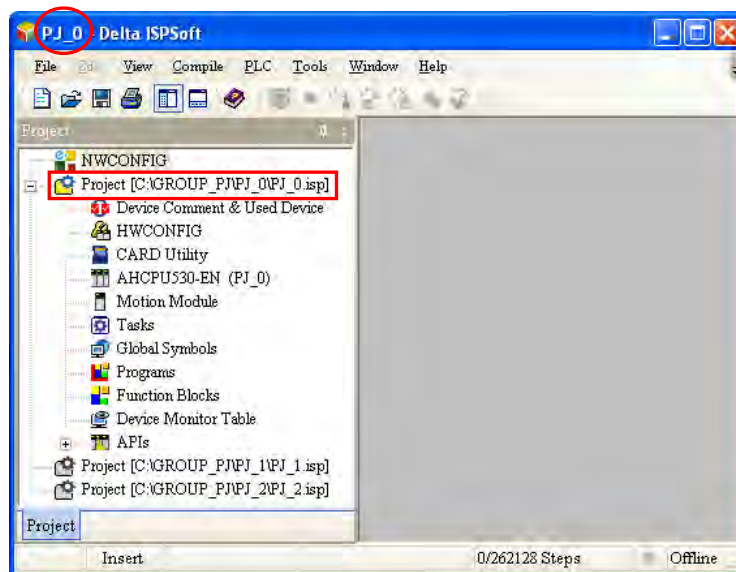 PJ_0 - Delta ISPSoft
File View Compile PLC Tools Window Help
Project
NWCONFIG
Project [C:\GROUP_PJ\PJ_0\PJ_0.isp]
Device Comment & Used Device
HWCONFIG
CARD Utility
AHCPU530-EN (PJ_0)
Motion Module
Tasks
Global Symbols
Programs
Function Blocks
Device Monitor Table
APIs
Project [C:\GROUP_PJ\PJ_1\PJ_1.isp]
Project [C:\GROUP_PJ\PJ_2\PJ_2.isp]
Project
Insert 0/262128 Steps Offline